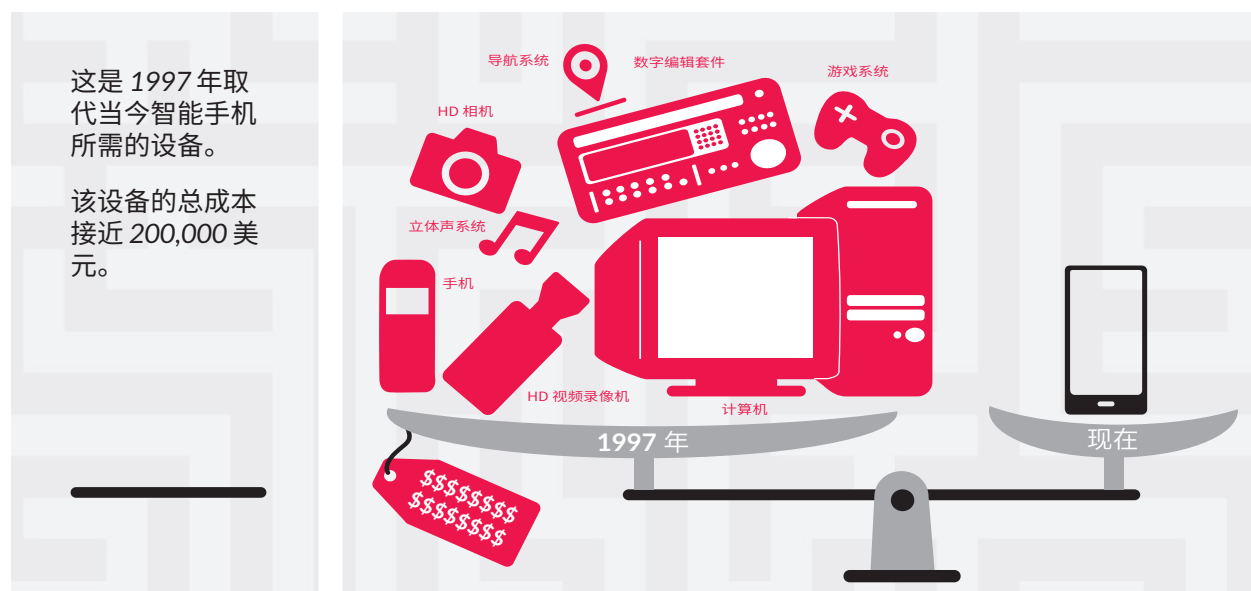 这是 1997 年取
代当今智能手机
所需的设备。
该设备的总成本
接近 200,000 美
元。
导航系统
数字编辑套件
游戏系统
HD 相机
立体声系统
手机
HD 视频录像机
计算机
1997 年
现在
$$$$$$$$
$$$$$$$$